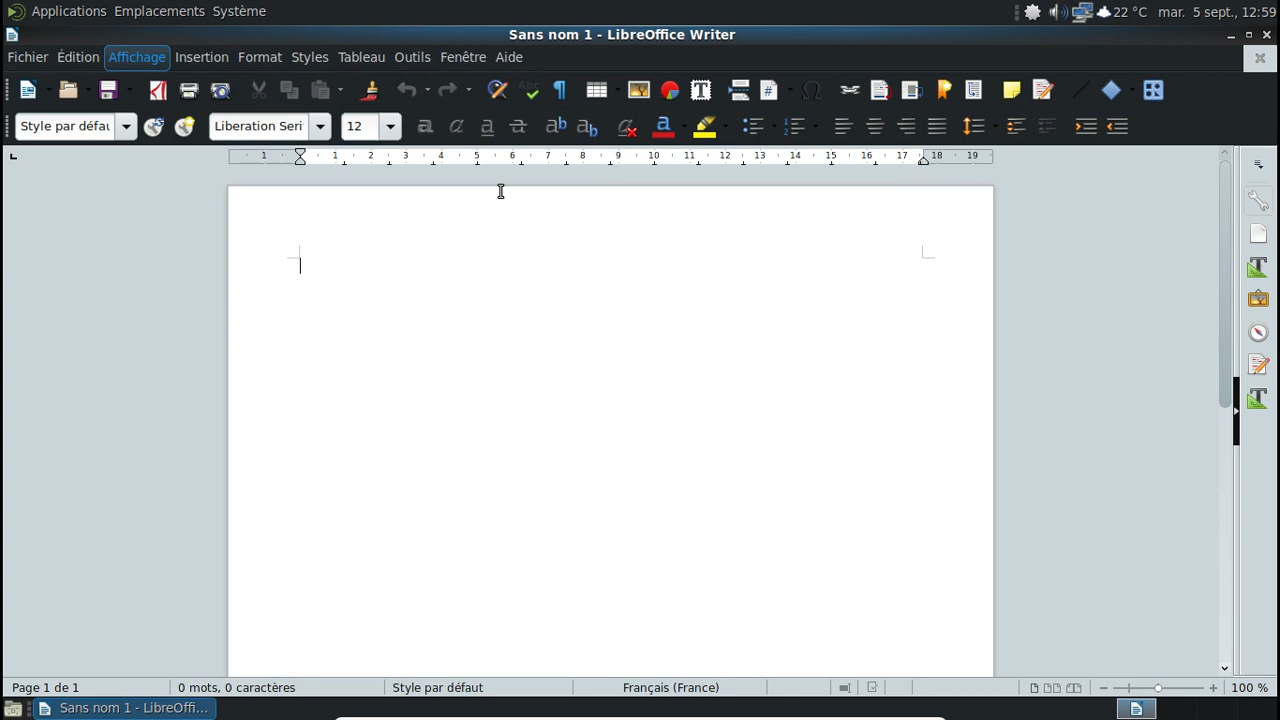 Applications Emplacements Système 22 °C mar. 5 sept., 12:59
Sans nom 1 - LibreOffice Writer
Fichier Édition Affichage Insertion Format Styles Tableau Outils Fenêtre Aide
Style par défau Liberation Seri 12
1 1 2 3 4 5 6 7 8 9 10 11 12 13 14 15 16 17 18 19
Page 1 de 1 0 mots, 0 caractères Style par défaut Français (France) 100 %
Sans nom 1 - LibreOffi...